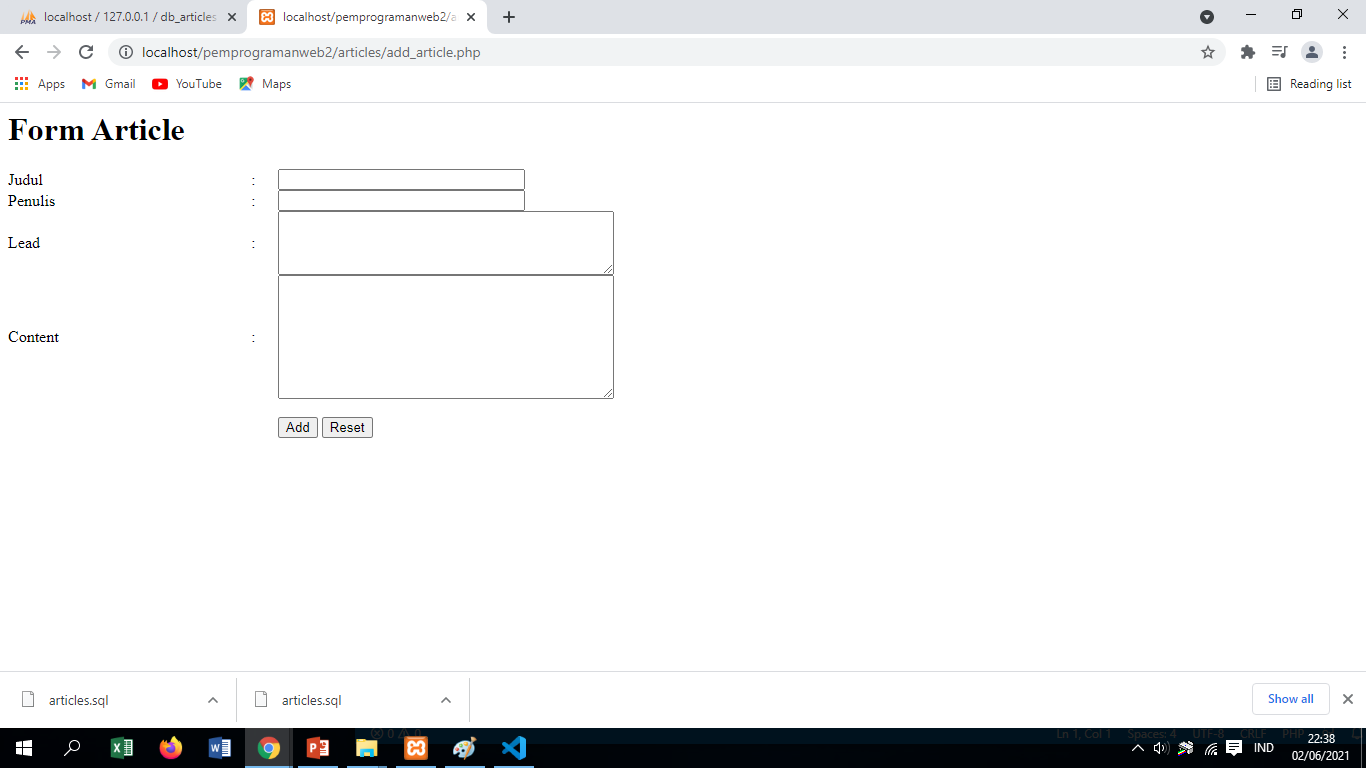 localhost / 127.0.0.1 / db_articles
localhost/pemprogramanweb2/a
localhost/pemprogramanweb2/articles/add_article.php
Apps Gmail YouTube Maps Reading list
Form Article
Judul :
Penulis :
Lead :
Content :
Add Reset
articles.sql articles.sql Show all
0 0 Ln 1, Col 1 Spaces: 4 UTF-8 CRLF PHP
IND 22:38
02/06/2021